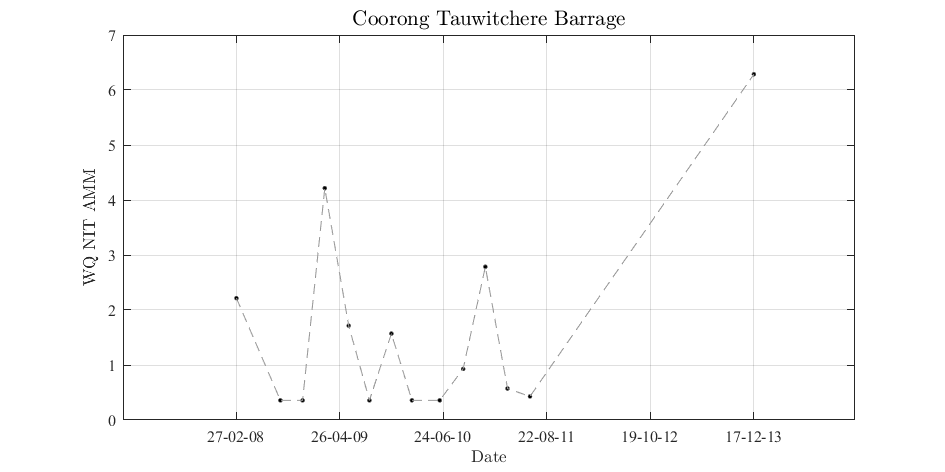 Coorong Tauwitchere Barrage
7
6
5
4
3
2
1
0
WQ NIT AMM
27-02-08 26-04-09 24-06-10 22-08-11 19-10-12 17-12-13
Date